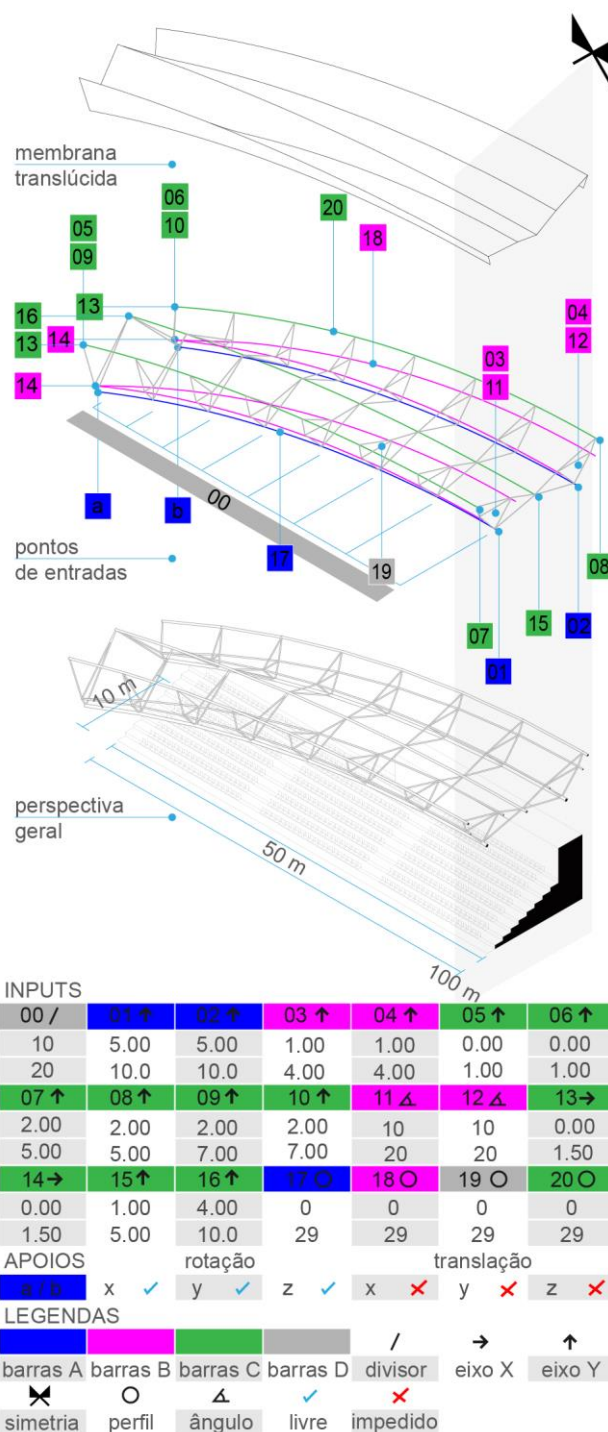 membrana
translúcida
05
09
06
10
20
18
16
13
13
14
14
04
12
03
11
a
b
00
17
19
07
01
15
02
08
pontos
de entradas
10 m
50 m
100 m
perspectiva
geral
INPUTS
00 / 01 ↑ 02 ↑ 03 ↑ 04 ↑ 05 ↑ 06 ↑
10 5.00 5.00 1.00 1.00 0.00 0.00
20 10.0 10.0 4.00 4.00 1.00 1.00
07 ↑ 08 ↑ 09 ↑ 10 ↑ 11 ∡ 12 ∡ 13 →
2.00 2.00 2.00 2.00 10 10 0.00
5.00 5.00 7.00 7.00 20 20 1.50
14 → 15 ↑ 16 ↑ 17 O 18 O 19 O 20 O
0.00 1.00 4.00 0 0 0 0
1.50 5.00 10.0 29 29 29 29
APOIOS rotação translação
a / b x ✓ y ✓ z ✓ x ✗ y ✗ z ✗
LEGENDAS
/ → ↑
barras A barras B barras C barras D divisor eixo X eixo Y
O ∡ ✓ ✗
simetria perfil ângulo livre impedido